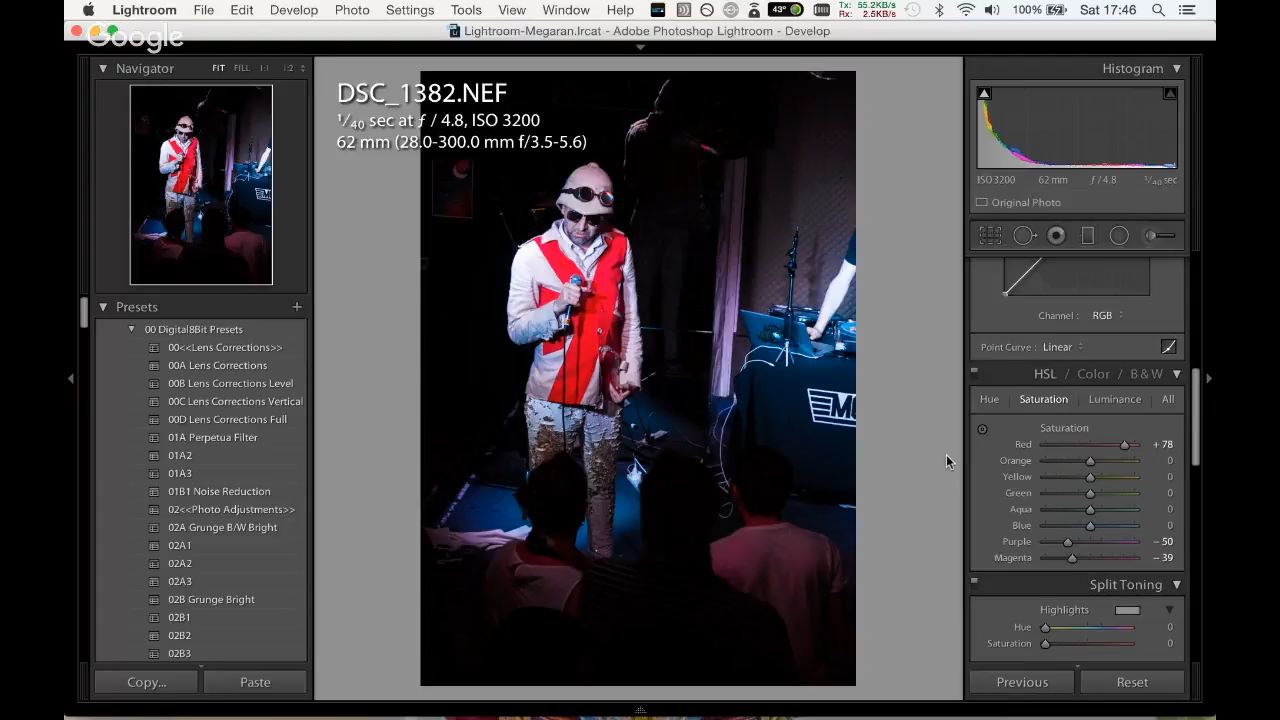 Lightroom File Edit Develop Photo Settings Tools View Window Help 43° Tx: 55.2KB/s Rx: 2.5KB/s 100% Sat 17:46
Google
Lightroom-Megaran.lrcat - Adobe Photoshop Lightroom - Develop
Navigator FIT FILL 1:1 1:2
Presets +
00 Digital8Bit Presets
00<<Lens Corrections>>
00A Lens Corrections
00B Lens Corrections Level
00C Lens Corrections Vertical
00D Lens Corrections Full
01A Perpetua Filter
01A2
01A3
01B1 Noise Reduction
02<<Photo Adjustments>>
02A Grunge B/W Bright
02A1
02A2
02A3
02B Grunge Bright
02B1
02B2
02B3
Copy... Paste
DSC_1382.NEF
1/40 sec at ƒ / 4.8, ISO 3200
62 mm (28.0-300.0 mm f/3.5-5.6)
Histogram
ISO 3200 62 mm ƒ / 4.8 1/40 sec
Original Photo
Channel : RGB
Point Curve : Linear
HSL / Color / B & W
Hue Saturation Luminance All
Saturation
Red + 78
Orange 0
Yellow 0
Green 0
Aqua 0
Blue 0
Purple - 50
Magenta - 39
Split Toning
Highlights
Hue 0
Saturation 0
Previous Reset